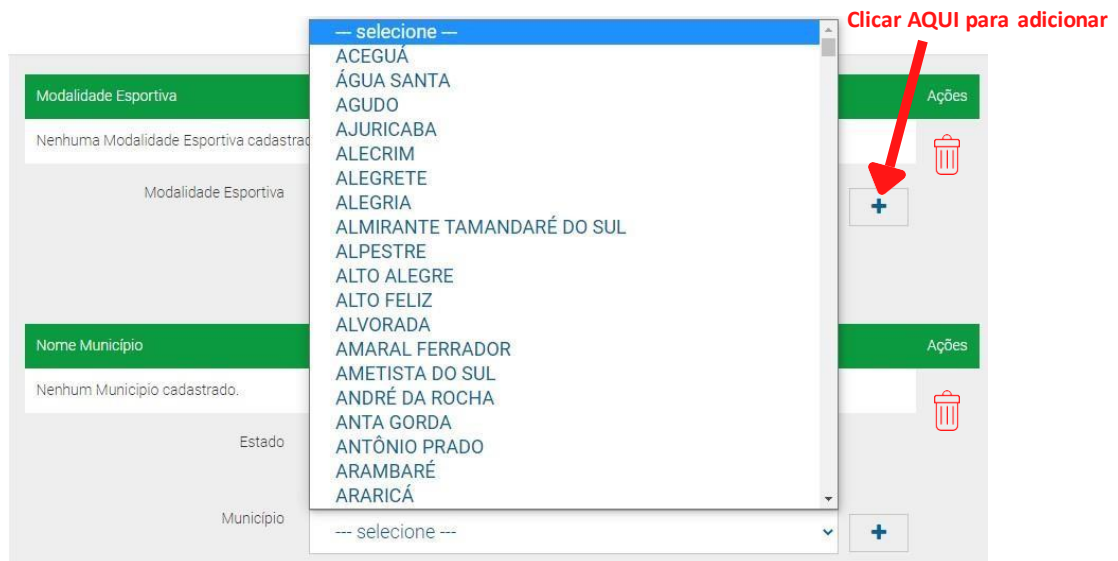 Clicar AQUI para adicionar
--- selecione ---
ACEGUÁ
ÁGUA SANTA
AGUDO
AJURICABA
ALECRIM
ALEGRETE
ALEGRIA
ALMIRANTE TAMANDARÉ DO SUL
ALPESTRE
ALTO ALEGRE
ALTO FELIZ
ALVORADA
AMARAL FERRADOR
AMETISTA DO SUL
ANDRÉ DA ROCHA
ANTA GORDA
ANTÔNIO PRADO
ARAMBARÉ
ARARICÁ
Modalidade Esportiva
Ações
Nenhuma Modalidade Esportiva
Modalidade Esportiva
Nome Município
Ações
Nenhum Municipio cadastrado.
Estado
Município
--- selecione ---